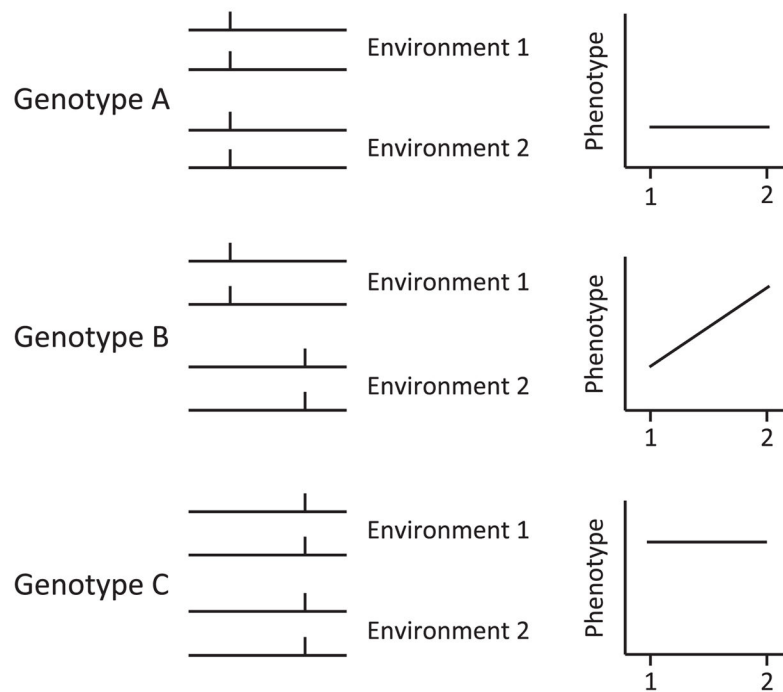 Genotype A
Environment 1
Environment 2
Phenotype
1 2
Genotype B
Environment 1
Environment 2
Phenotype
1 2
Genotype C
Environment 1
Environment 2
Phenotype
1 2